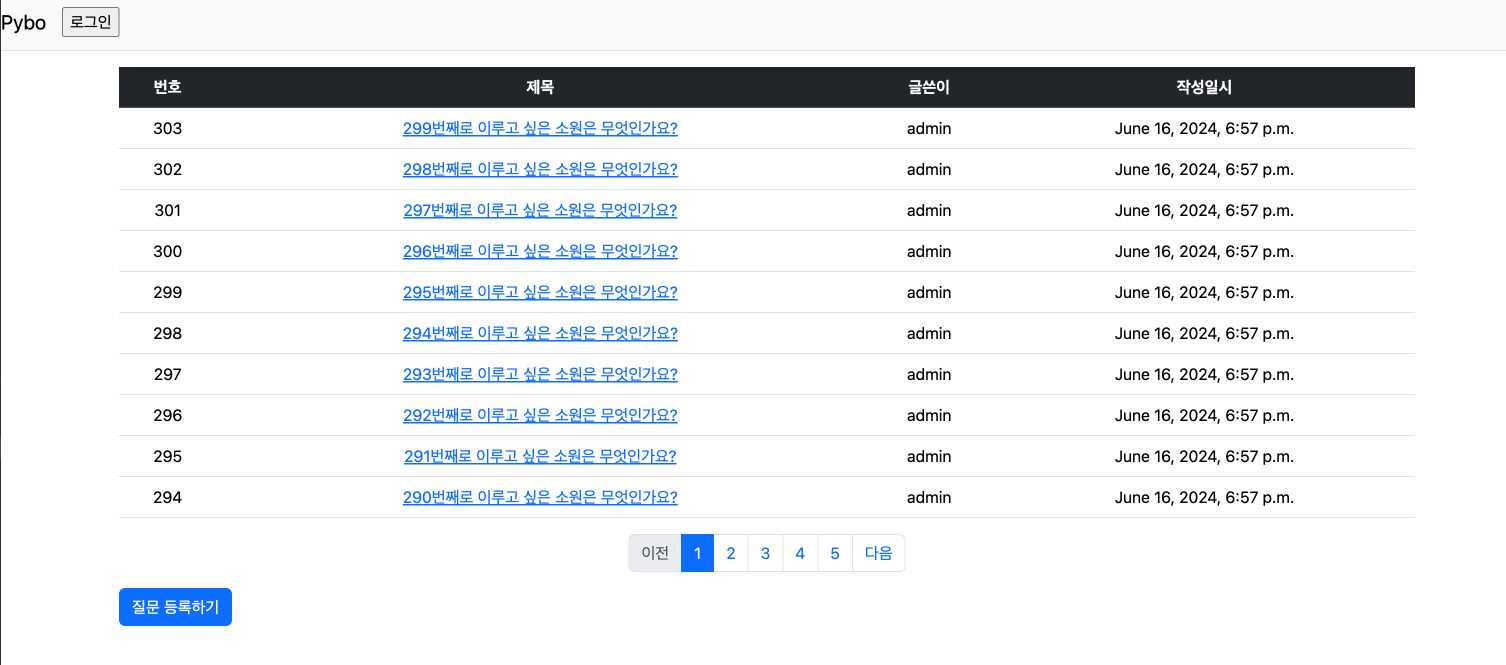 Pybo 로그인
번호 제목 글쓴이 작성일시
303 299번째로 이루고 싶은 소원은 무엇인가요? admin June 16, 2024, 6:57 p.m.
302 298번째로 이루고 싶은 소원은 무엇인가요? admin June 16, 2024, 6:57 p.m.
301 297번째로 이루고 싶은 소원은 무엇인가요? admin June 16, 2024, 6:57 p.m.
300 296번째로 이루고 싶은 소원은 무엇인가요? admin June 16, 2024, 6:57 p.m.
299 295번째로 이루고 싶은 소원은 무엇인가요? admin June 16, 2024, 6:57 p.m.
298 294번째로 이루고 싶은 소원은 무엇인가요? admin June 16, 2024, 6:57 p.m.
297 293번째로 이루고 싶은 소원은 무엇인가요? admin June 16, 2024, 6:57 p.m.
296 292번째로 이루고 싶은 소원은 무엇인가요? admin June 16, 2024, 6:57 p.m.
295 291번째로 이루고 싶은 소원은 무엇인가요? admin June 16, 2024, 6:57 p.m.
294 290번째로 이루고 싶은 소원은 무엇인가요? admin June 16, 2024, 6:57 p.m.
이전 1 2 3 4 5 다음
질문 등록하기